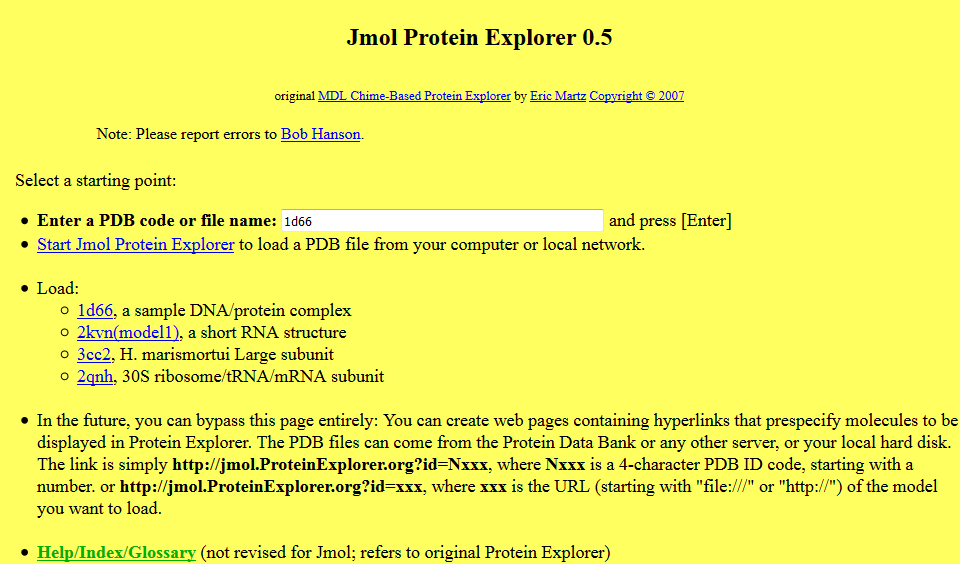 Jmol Protein Explorer 0.5
original MDL Chime-Based Protein Explorer by Eric Martz Copyright © 2007
Note: Please report errors to Bob Hanson.
Select a starting point:
• Enter a PDB code or file name: 1d66 and press [Enter]
• Start Jmol Protein Explorer to load a PDB file from your computer or local network.
• Load:
◦ 1d66, a sample DNA/protein complex
◦ 2kvn(model1), a short RNA structure
◦ 3cc2, H. marismortui Large subunit
◦ 2qnh, 30S ribosome/tRNA/mRNA subunit
• In the future, you can bypass this page entirely: You can create web pages containing hyperlinks that prespecify molecules to be
displayed in Protein Explorer. The PDB files can come from the Protein Data Bank or any other server, or your local hard disk.
The link is simply http://jmol.ProteinExplorer.org?id=Nxxx, where Nxxx is a 4-character PDB ID code, starting with a
number. or http://jmol.ProteinExplorer.org?id=xxx, where xxx is the URL (starting with "file:///" or "http://") of the model
you want to load.
• Help/Index/Glossary (not revised for Jmol; refers to original Protein Explorer)